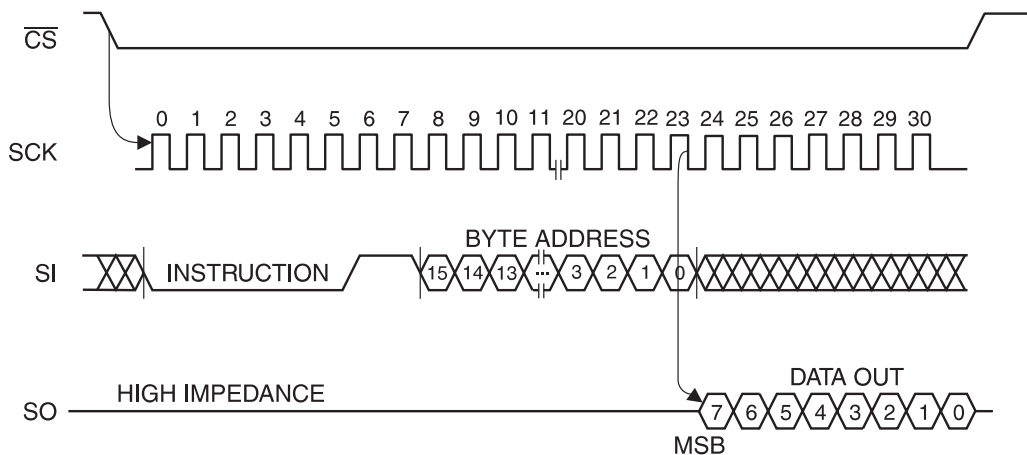 CS
0 1 2 3 4 5 6 7 8 9 10 11 20 21 22 23 24 25 26 27 28 29 30
SCK
BYTE ADDRESS
SI
INSTRUCTION
15 14 13 ... 3 2 1 0
DATA OUT
HIGH IMPEDANCE
SO
7 6 5 4 3 2 1 0
MSB